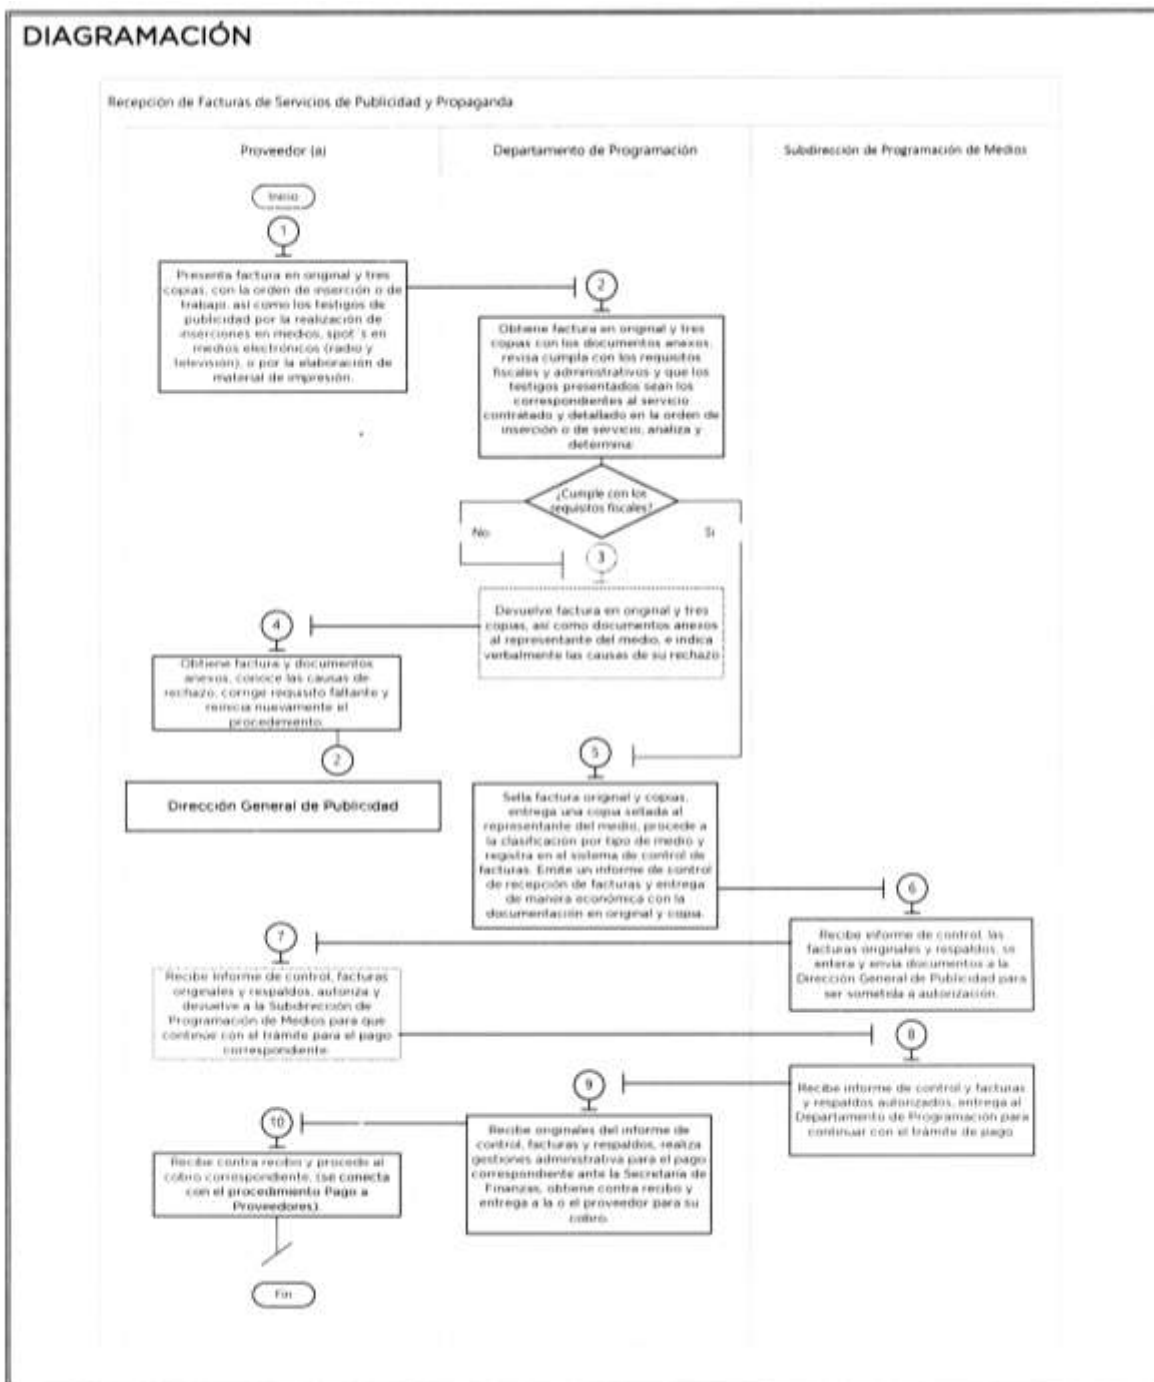 DIAGRAMACIÓN
Recepción de Facturas de Servicios de Publicidad y Propaganda
Proveedor (a)
Departamento de Programación
Subdirección de Programación de Medios
Inicio
1
Presenta factura en original y tres
copias, con la orden de inserción o de
trabajo, así como los testigos de
publicidad por la realización de
inserciones en medios, spot´s en
medios electrónicos (radio y
televisión), o por la elaboración de
material de impresión.
2
Obtiene factura en original y tres
copias con los documentos anexos,
revisa cumpla con los requisitos
fiscales y administrativos y que los
testigos presentados sean los
correspondientes al servicio
contratado y detallado en la orden de
inserción o de servicio, analiza y
determina:
¿Cumple con los
requisitos fiscales?
No
Si
3
Devuelve factura en original y tres
copias, así como documentos anexos
al representante del medio, e indica
verbalmente las causas de su rechazo
4
Obtiene factura y documentos
anexos, conoce las causas de
rechazo, corrige requisito faltante y
reinicia nuevamente el
procedimiento.
2
Dirección General de Publicidad
5
Sella factura original y copias,
entrega una copia sellada al
representante del medio, procede a
la clasificación por tipo de medio y
registra en el sistema de control de
facturas. Emite un informe de control
de recepción de facturas y entrega
de manera económica con la
documentación en original y copia.
6
Recibe informe de control, las
facturas originales y respaldos, se
entera y envía documentos a la
Dirección General de Publicidad para
ser sometida a autorización.
7
Recibe Informe de control, facturas
originales y respaldos, autoriza y
devuelve a la Subdirección de
Programación de Medios para que
continúe con el trámite para el pago
correspondiente.
8
Recibe informe de control y facturas
y respaldos autorizados, entrega al
Departamento de Programación para
continuar con el trámite de pago
9
Recibe originales del informe de
control, facturas y respaldos, realiza
gestiones administrativa para el pago
correspondiente ante la Secretaría de
Finanzas, obtiene contra recibo y
entrega a la o el proveedor para su
cobro.
10
Recibe contra recibo y procede al
cobro correspondiente, (se conecta
con el procedimiento Pago a
Proveedores).
Fin